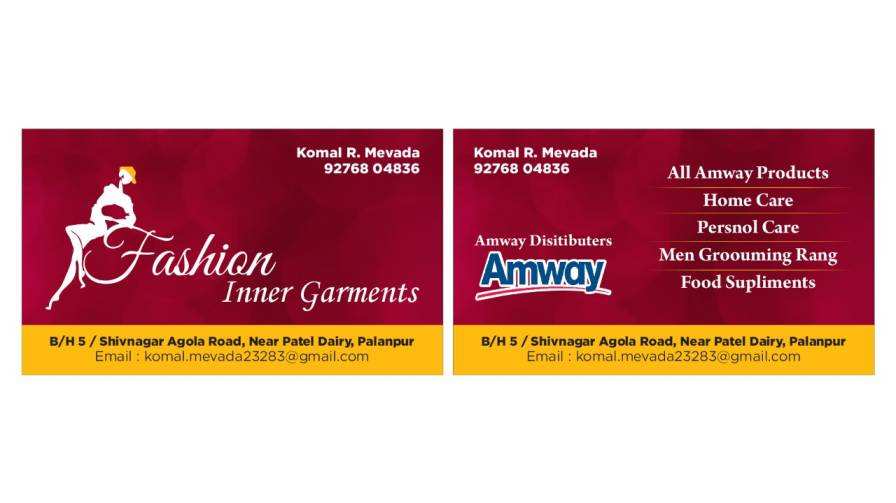 Komal R. Mevada
92768 04836
Fashion
Inner Garments
B/H 5 / Shivnagar Agola Road, Near Patel Dairy, Palanpur
Email : komal.mevada23283@gmail.com
Komal R. Mevada
92768 04836
Amway Disitibuters
Amway
All Amway Products
Home Care
Persnol Care
Men Groouming Rang
Food Supliments
B/H 5 / Shivnagar Agola Road, Near Patel Dairy, Palanpur
Email : komal.mevada23283@gmail.com